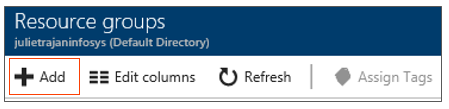 Resource groups
julietrajaninfosys (Default Directory)
Add Edit columns Refresh Assign Tags